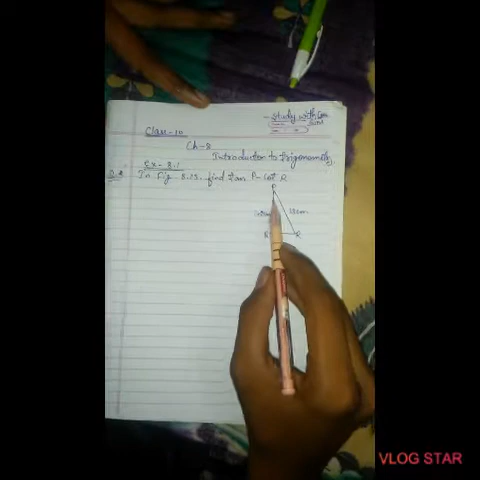 Study with Om
Class-10
Ch-8
Introduction to trigonometry
Ex-8.1
In Fig. 8.13, find tan P-cot R
P
13cm
R
VLOG STAR